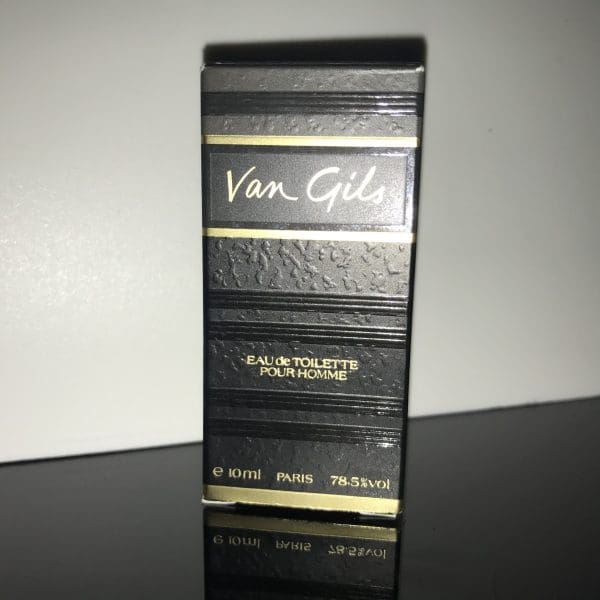 Van Gils
EAU de TOILETTE
POUR HOMME
℮ 10ml PARIS 78.5%vol